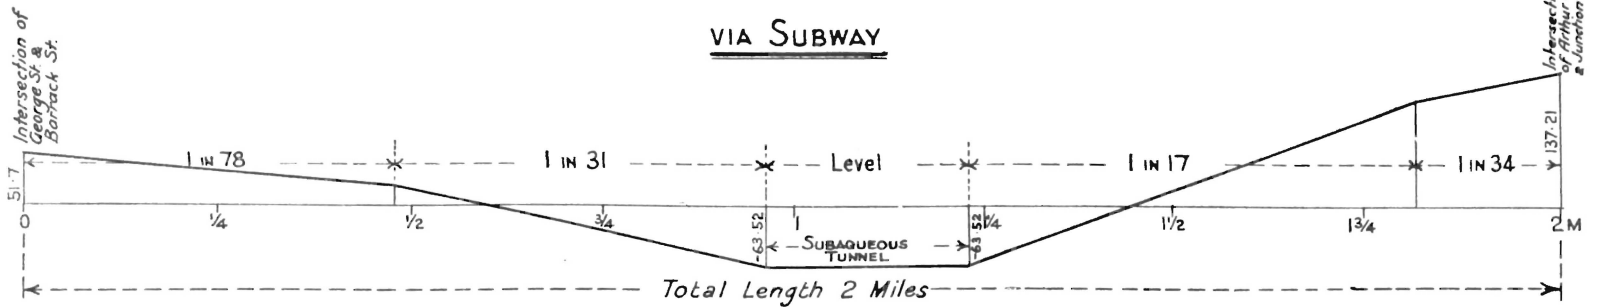 VIA SUBWAY
Intersection of
George St. &
Barrack St.
Intersecti
of Arthur
& Junction
1 IN 78
1 IN 31
Level
1 IN 17
1 IN 34
51.7
137.21
0
1/4
1/2
3/4
1
1/4
1 1/2
1 3/4
2 M
-63.52
-63.52
SUBAQUEOUS
TUNNEL
Total Length 2 Miles